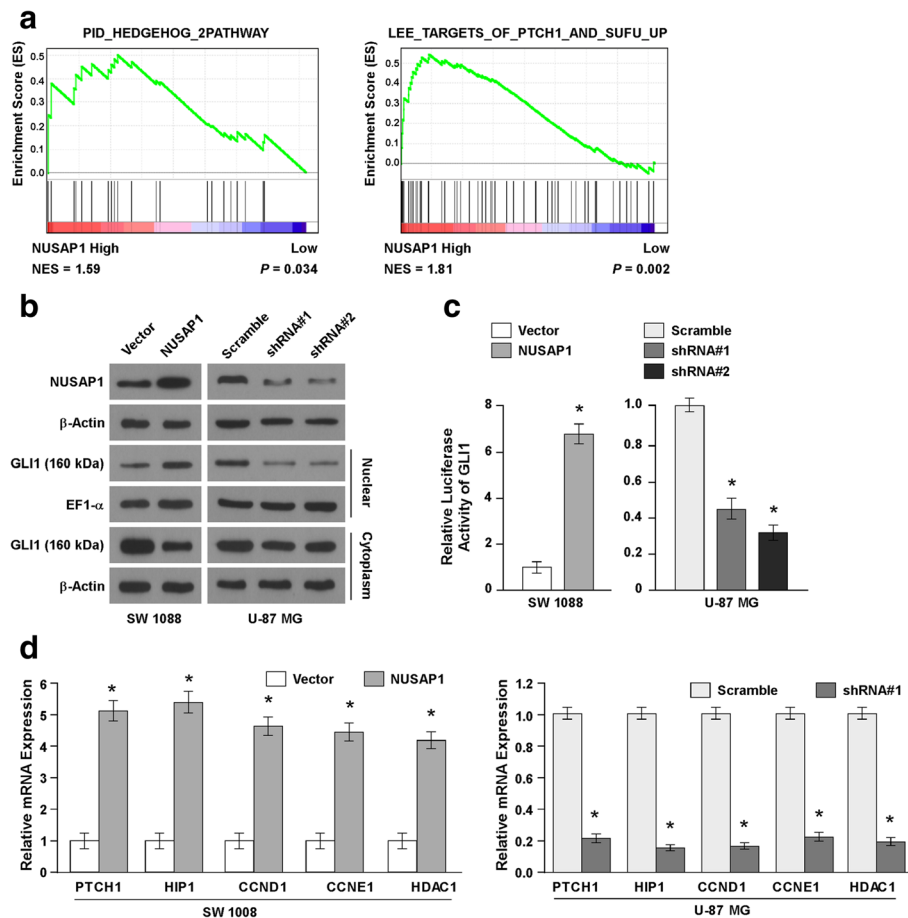 a
PID_HEDGEHOG_2PATHWAY
Enrichment Score (ES)
0.5
0.4
0.3
0.2
0.1
0.0
NUSAP1 High Low
NES = 1.59 P = 0.034
LEE_TARGETS_OF_PTCH1_AND_SUFU_UP
Enrichment Score (ES)
0.5
0.4
0.3
0.2
0.1
0.0
NUSAP1 High Low
NES = 1.81 P = 0.002
b
Vector NUSAP1 Scramble shRNA#1 shRNA#2
NUSAP1
β-Actin
GLI1 (160 kDa)
EF1-α
Nuclear
GLI1 (160 kDa)
β-Actin
Cytoplasm
SW 1088 U-87 MG
c
Vector
NUSAP1
Scramble
shRNA#1
shRNA#2
Relative Luciferase
Activity of GLI1
8
6
4
2
0
*
SW 1088
1.0
0.8
0.6
0.4
0.2
0
*
*
U-87 MG
d
Vector NUSAP1
Relative mRNA Expression
6
5
4
3
2
1
0
* * * * *
PTCH1 HIP1 CCND1 CCNE1 HDAC1
SW 1008
Scramble shRNA#1
Relative mRNA Expression
1.2
1.0
0.8
0.6
0.4
0.2
0.0
* * * * *
PTCH1 HIP1 CCND1 CCNE1 HDAC1
U-87 MG